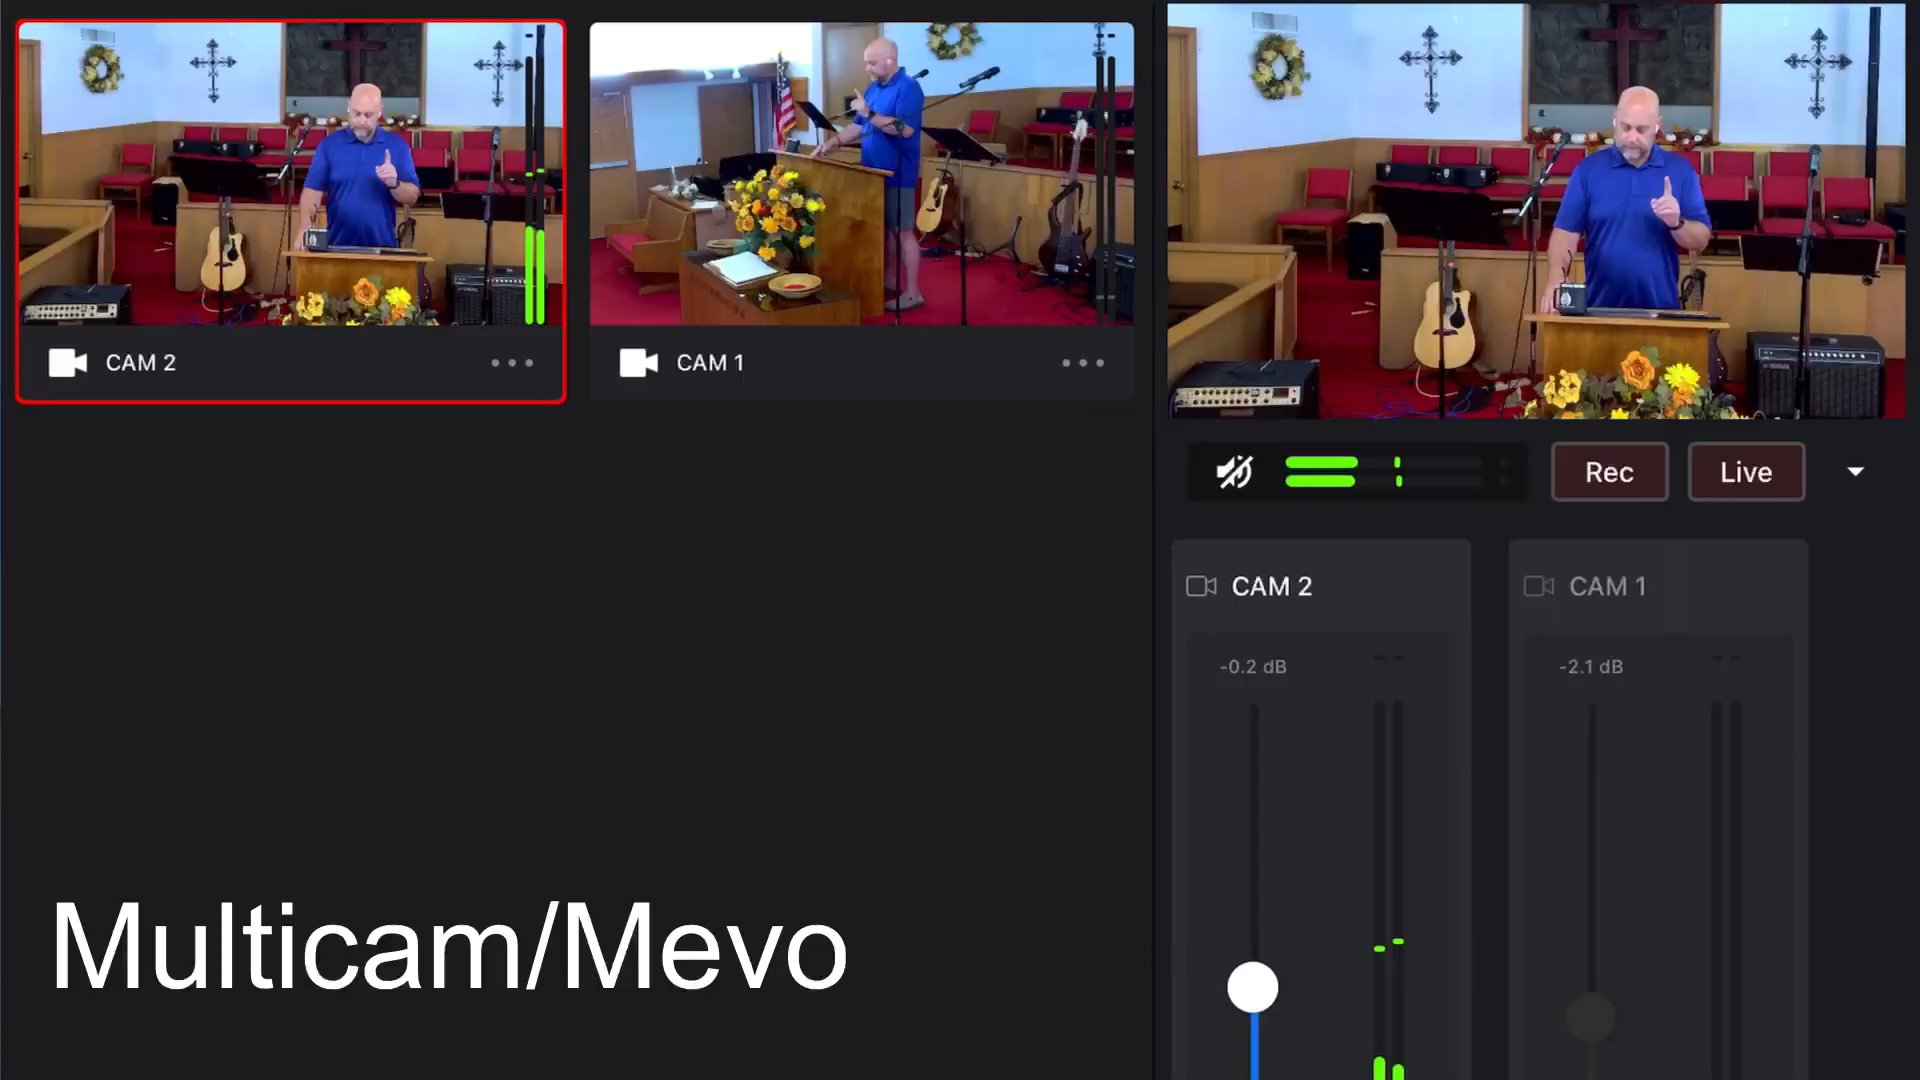 CAM 2
CAM 1
Rec
Live
CAM 2
CAM 1
-0.2 dB
-2.1 dB
Multicam/Mevo